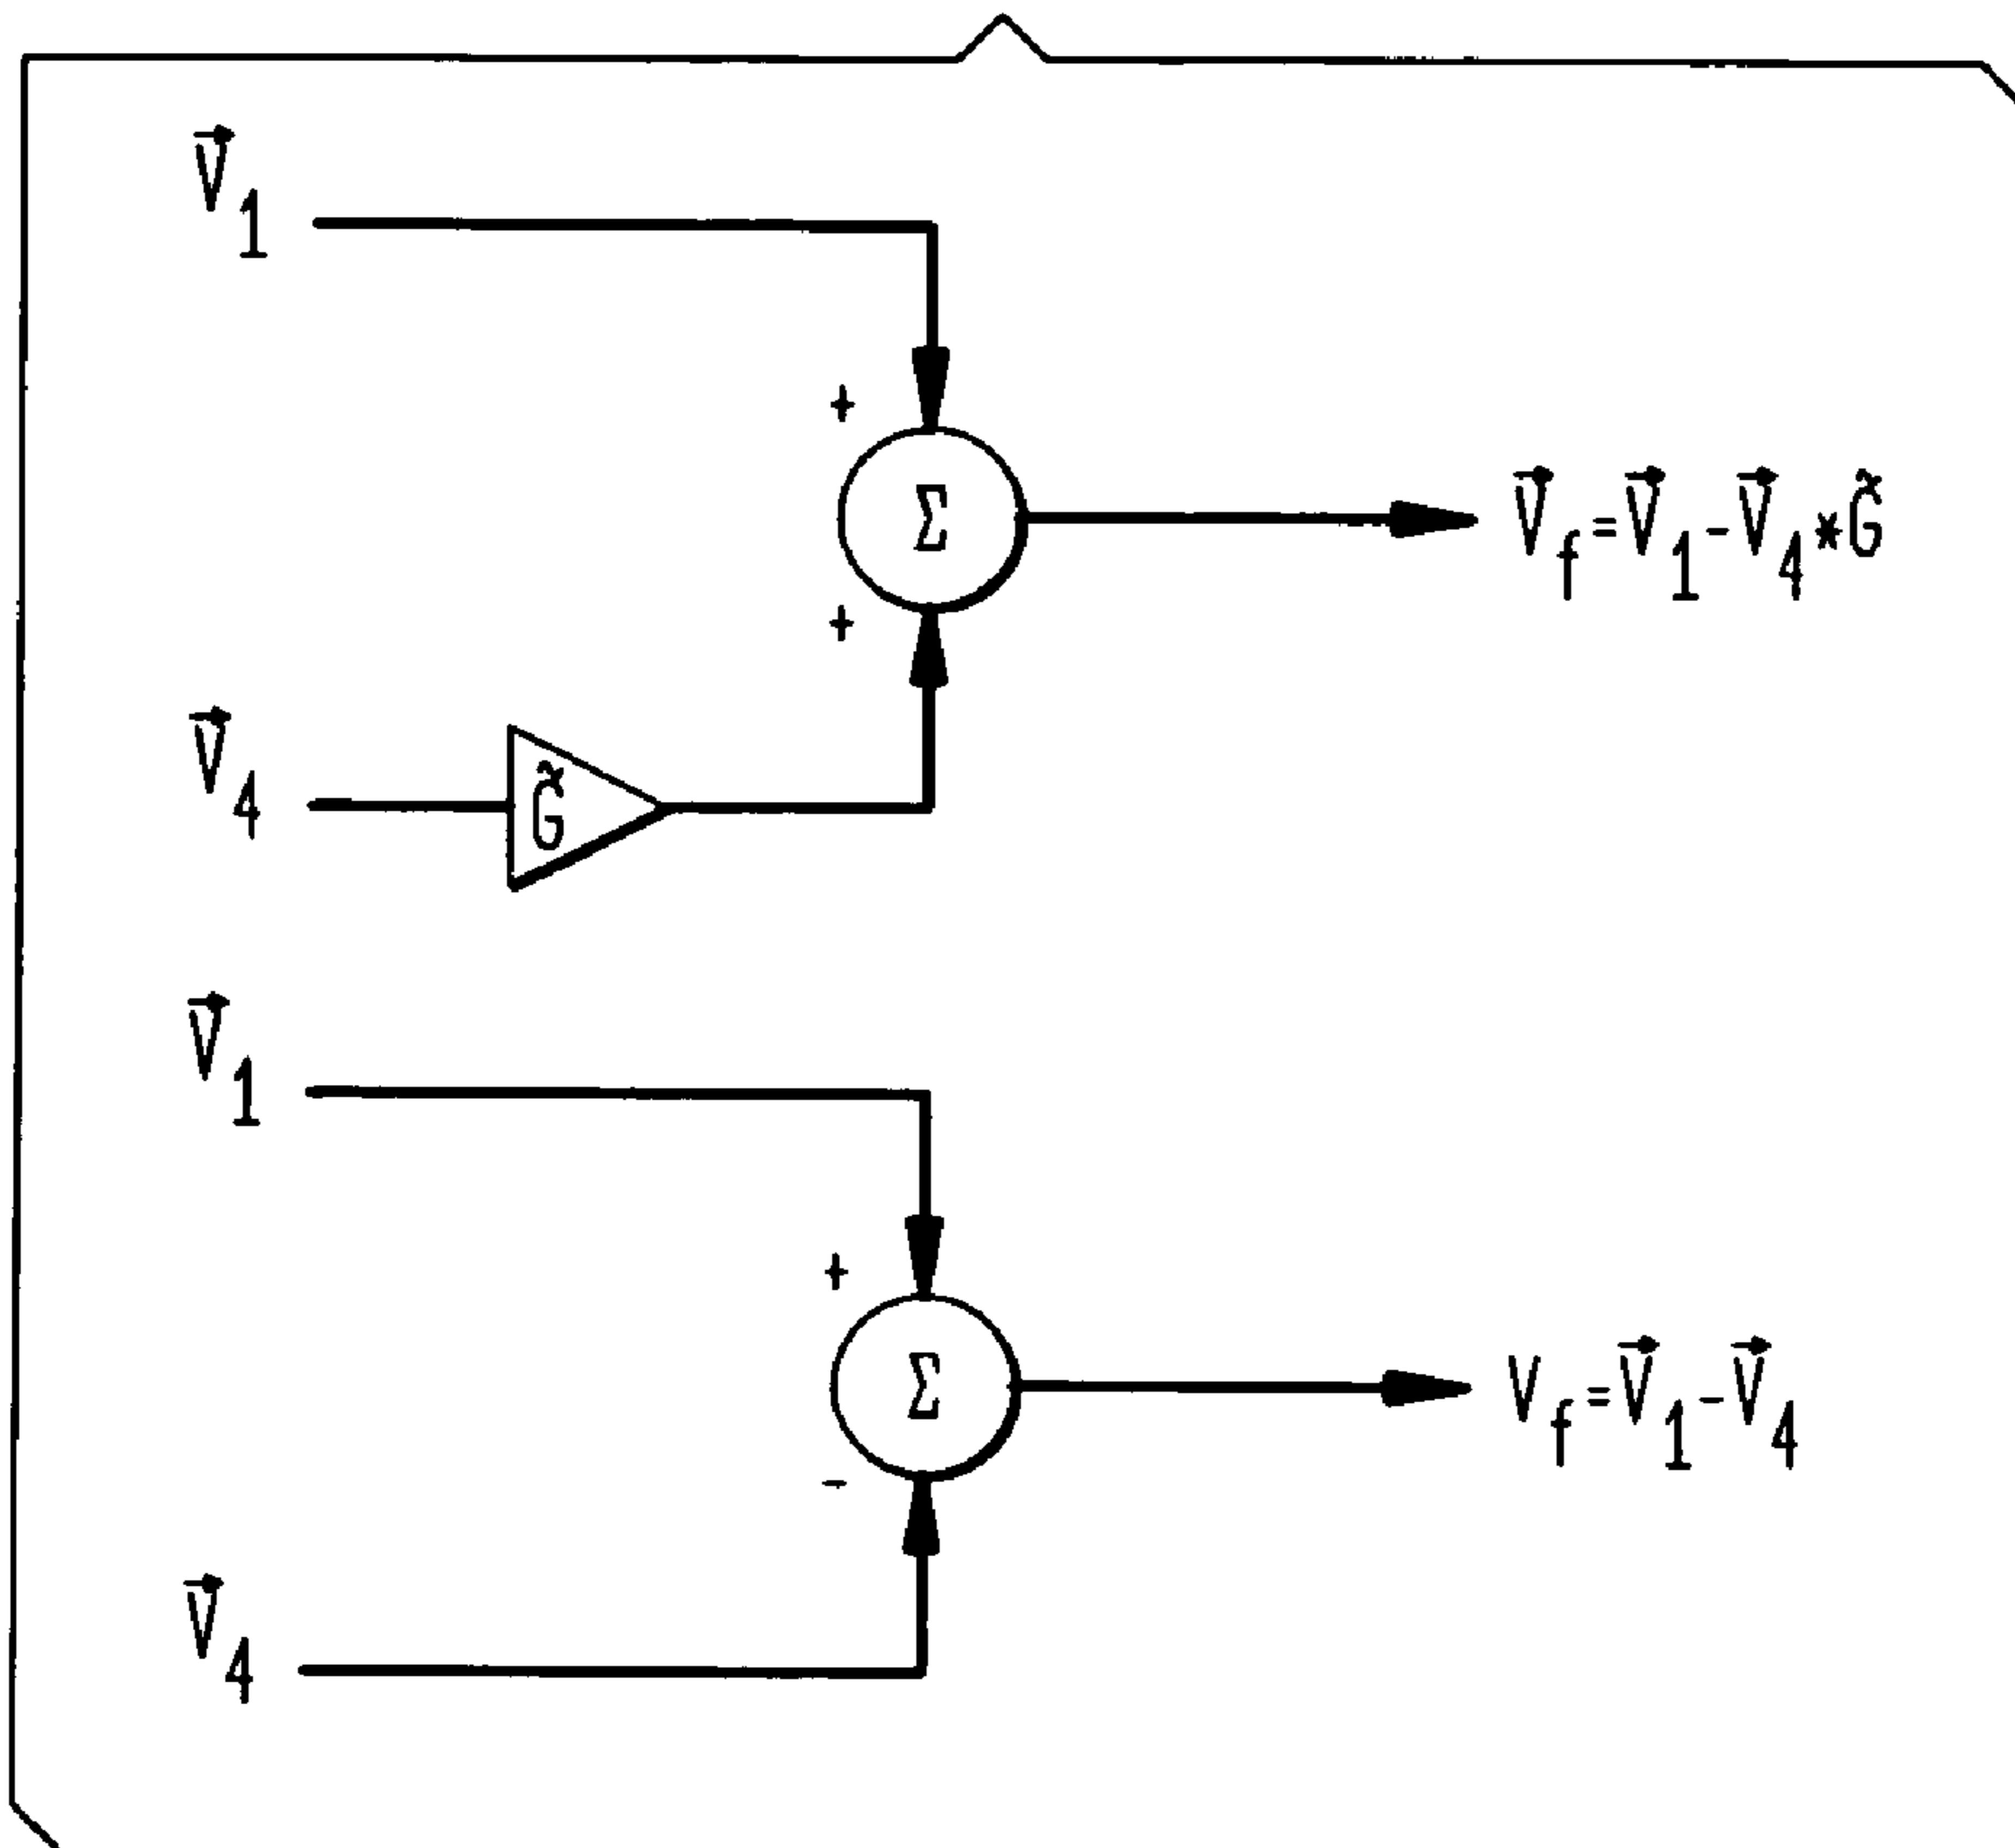 V⃗1
+
Σ
V⃗f=V⃗1-V⃗4*G̃
+
V⃗4
G̃
V⃗1
+
Σ
Vf=V⃗1-V⃗4
-
V⃗4